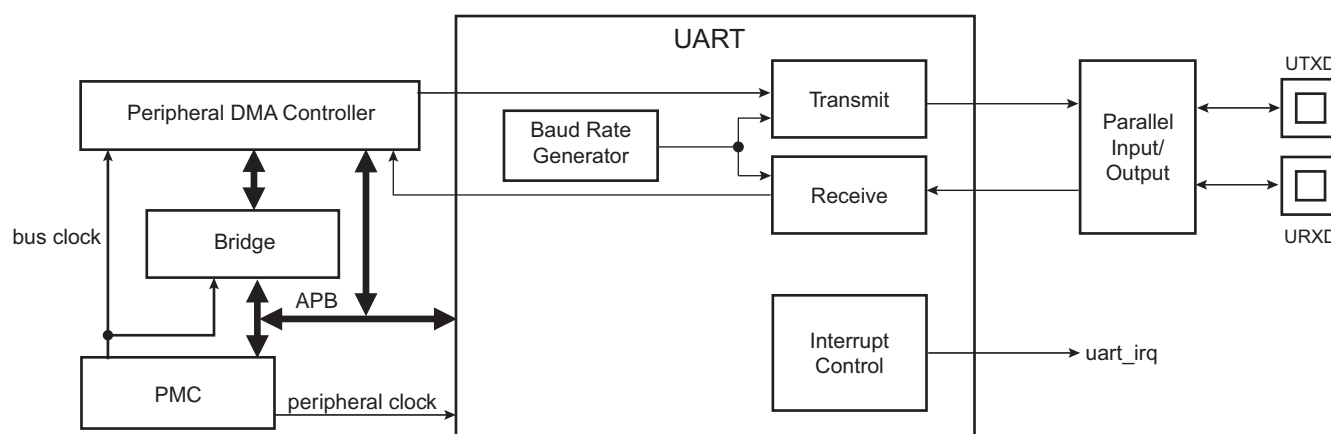 UART
UTXD
Peripheral DMA Controller
Transmit
Baud Rate
Generator
Parallel
Input/
Output
Receive
bus clock
Bridge
URXD
APB
Interrupt
Control
uart_irq
PMC
peripheral clock